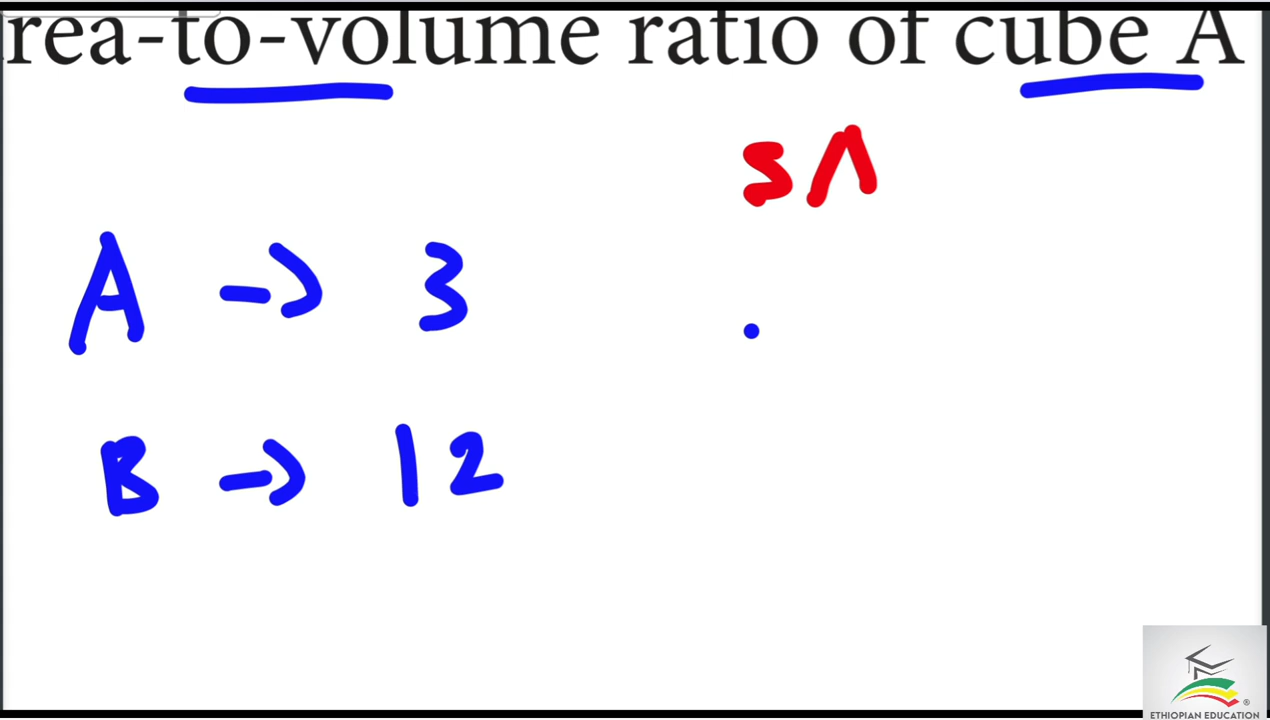 rea-to-volume ratio of cube A
SA
A → 3
B → 12
ETHIOPIAN EDUCATION